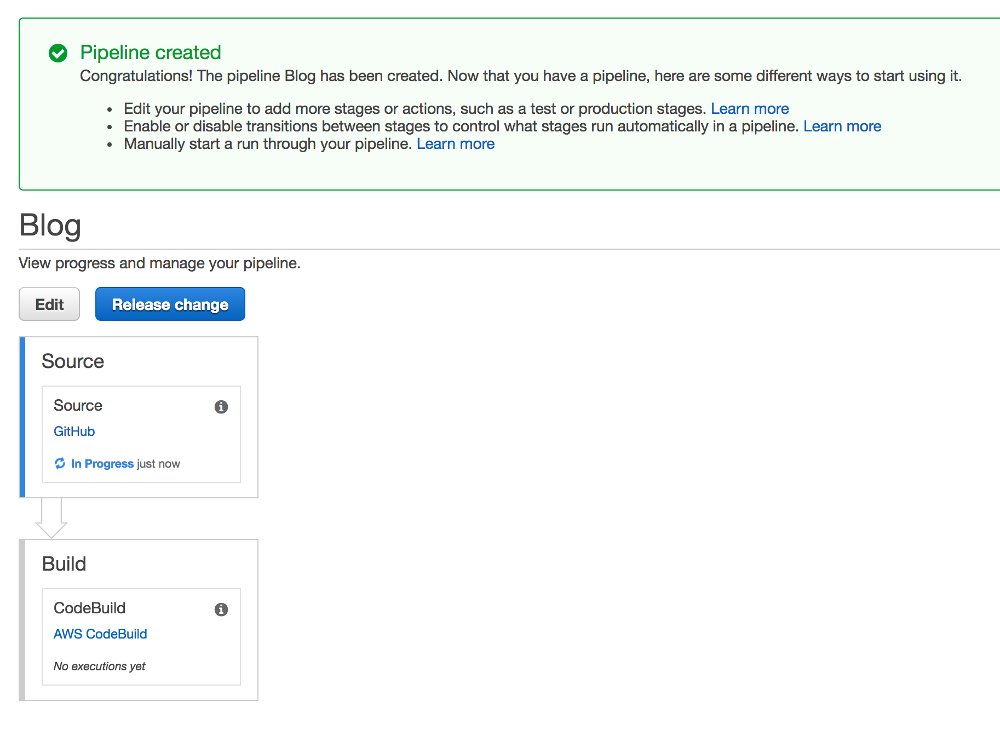 Pipeline created
Congratulations! The pipeline Blog has been created. Now that you have a pipeline, here are some different ways to start using it.
• Edit your pipeline to add more stages or actions, such as a test or production stages. Learn more
• Enable or disable transitions between stages to control what stages run automatically in a pipeline. Learn more
• Manually start a run through your pipeline. Learn more
Blog
View progress and manage your pipeline.
Edit Release change
Source
Source
GitHub
In Progress just now
Build
CodeBuild
AWS CodeBuild
No executions yet